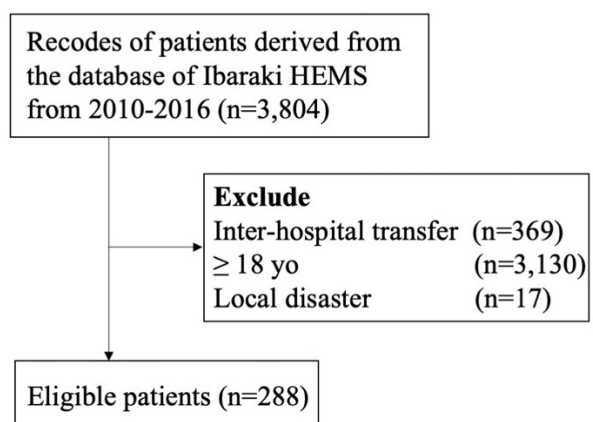 Recodes of patients derived from
the database of Ibaraki HEMS
from 2010-2016 (n=3,804)
Exclude
Inter-hospital transfer (n=369)
≥ 18 yo (n=3,130)
Local disaster (n=17)
Eligible patients (n=288)